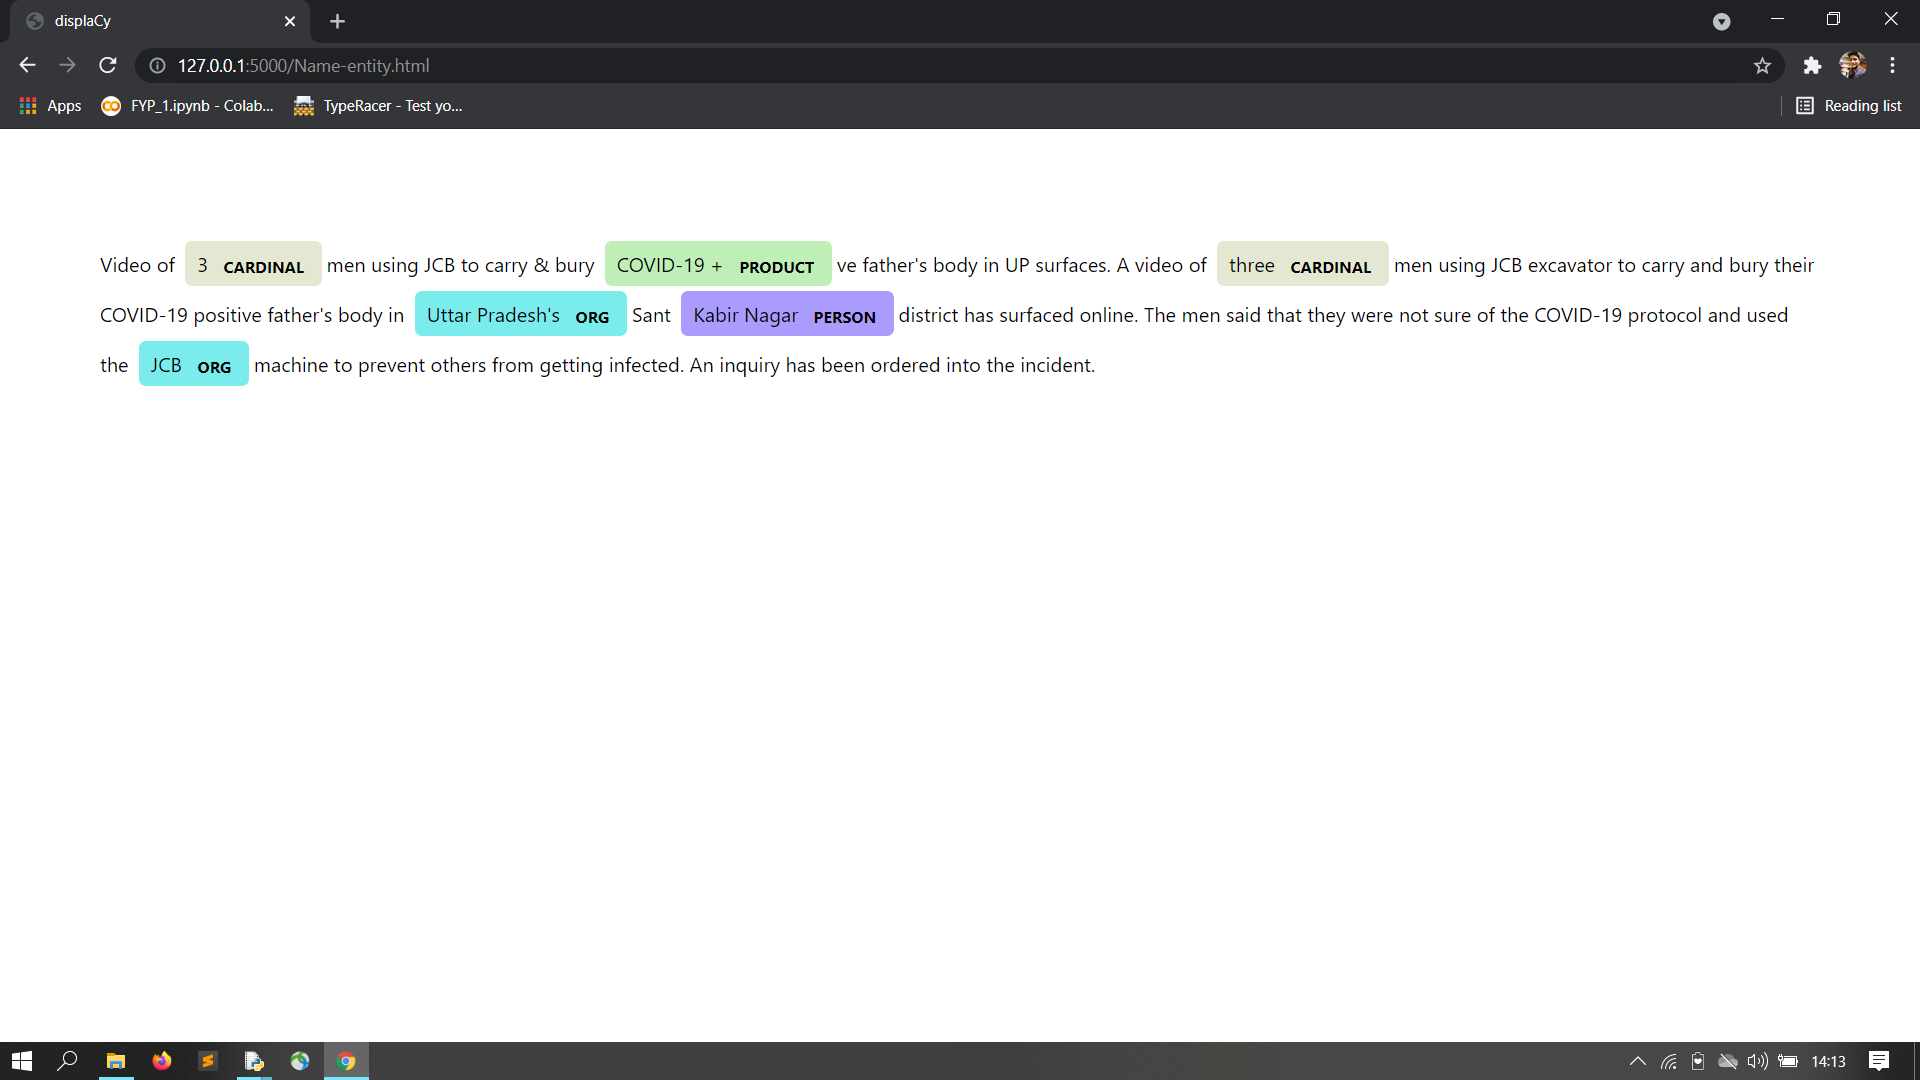 displaCy
127.0.0.1:5000/Name-entity.html
Apps FYP_1.ipynb - Colab... TypeRacer - Test yo... Reading list
Video of 3 CARDINAL men using JCB to carry & bury COVID-19 + PRODUCT ve father's body in UP surfaces. A video of three CARDINAL men using JCB excavator to carry and bury their
COVID-19 positive father's body in Uttar Pradesh's ORG Sant Kabir Nagar PERSON district has surfaced online. The men said that they were not sure of the COVID-19 protocol and used
the JCB ORG machine to prevent others from getting infected. An inquiry has been ordered into the incident.
14:13